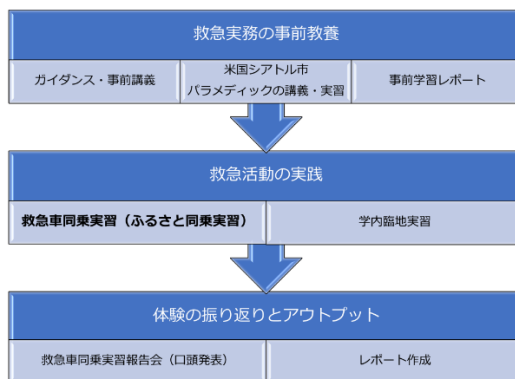 救急実務の事前教養
ガイダンス・事前講義
米国シアトル市
パラメディックの講義・実習
事前学習レポート
救急活動の実践
救急車同乗実習（ふるさと同乗実習）
学内臨地実習
体験の振り返りとアウトプット
救急車同乗実習報告会（口頭発表）
レポート作成